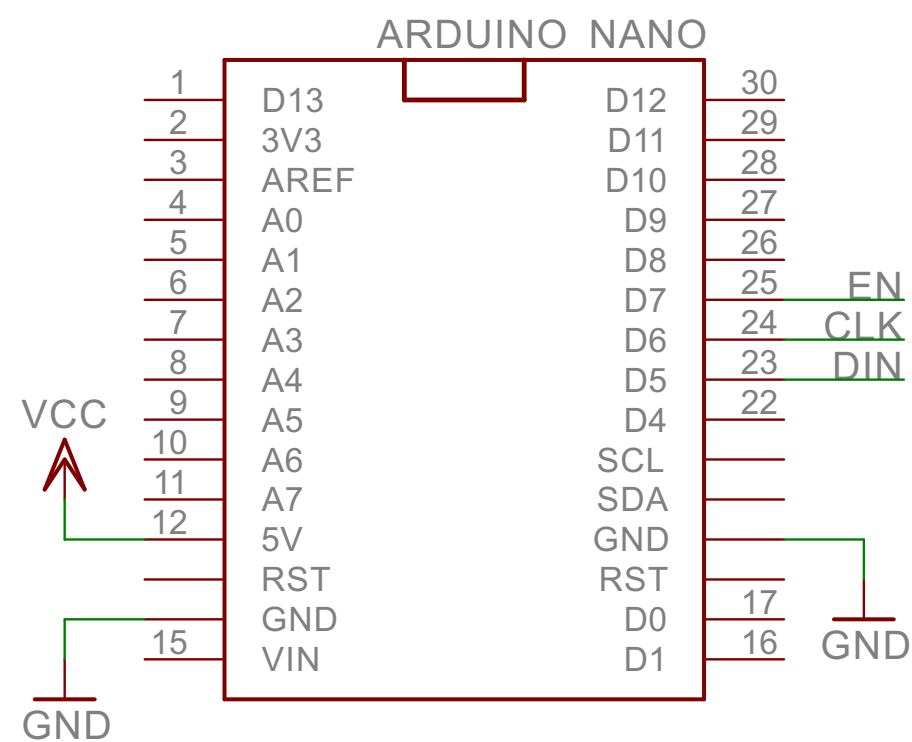 ARDUINO NANO
1 D13 D12 30
2 3V3 D11 29
3 AREF D10 28
4 A0 D9 27
5 A1 D8 26
6 A2 D7 25 EN
7 A3 D6 24 CLK
8 A4 D5 23 DIN
VCC 9 A5 D4 22
10 A6 SCL
11 A7 SDA
12 5V GND
RST RST
GND D0 17
15 VIN D1 16 GND
GND